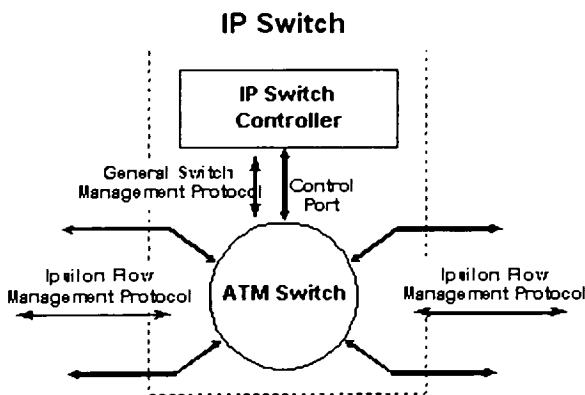 IP Switch
IP Switch
Controller
General Switch
Management Protocol
Control
Port
Ipsilon Flow
Management Protocol
ATM Switch
Ipsilon Flow
Management Protocol